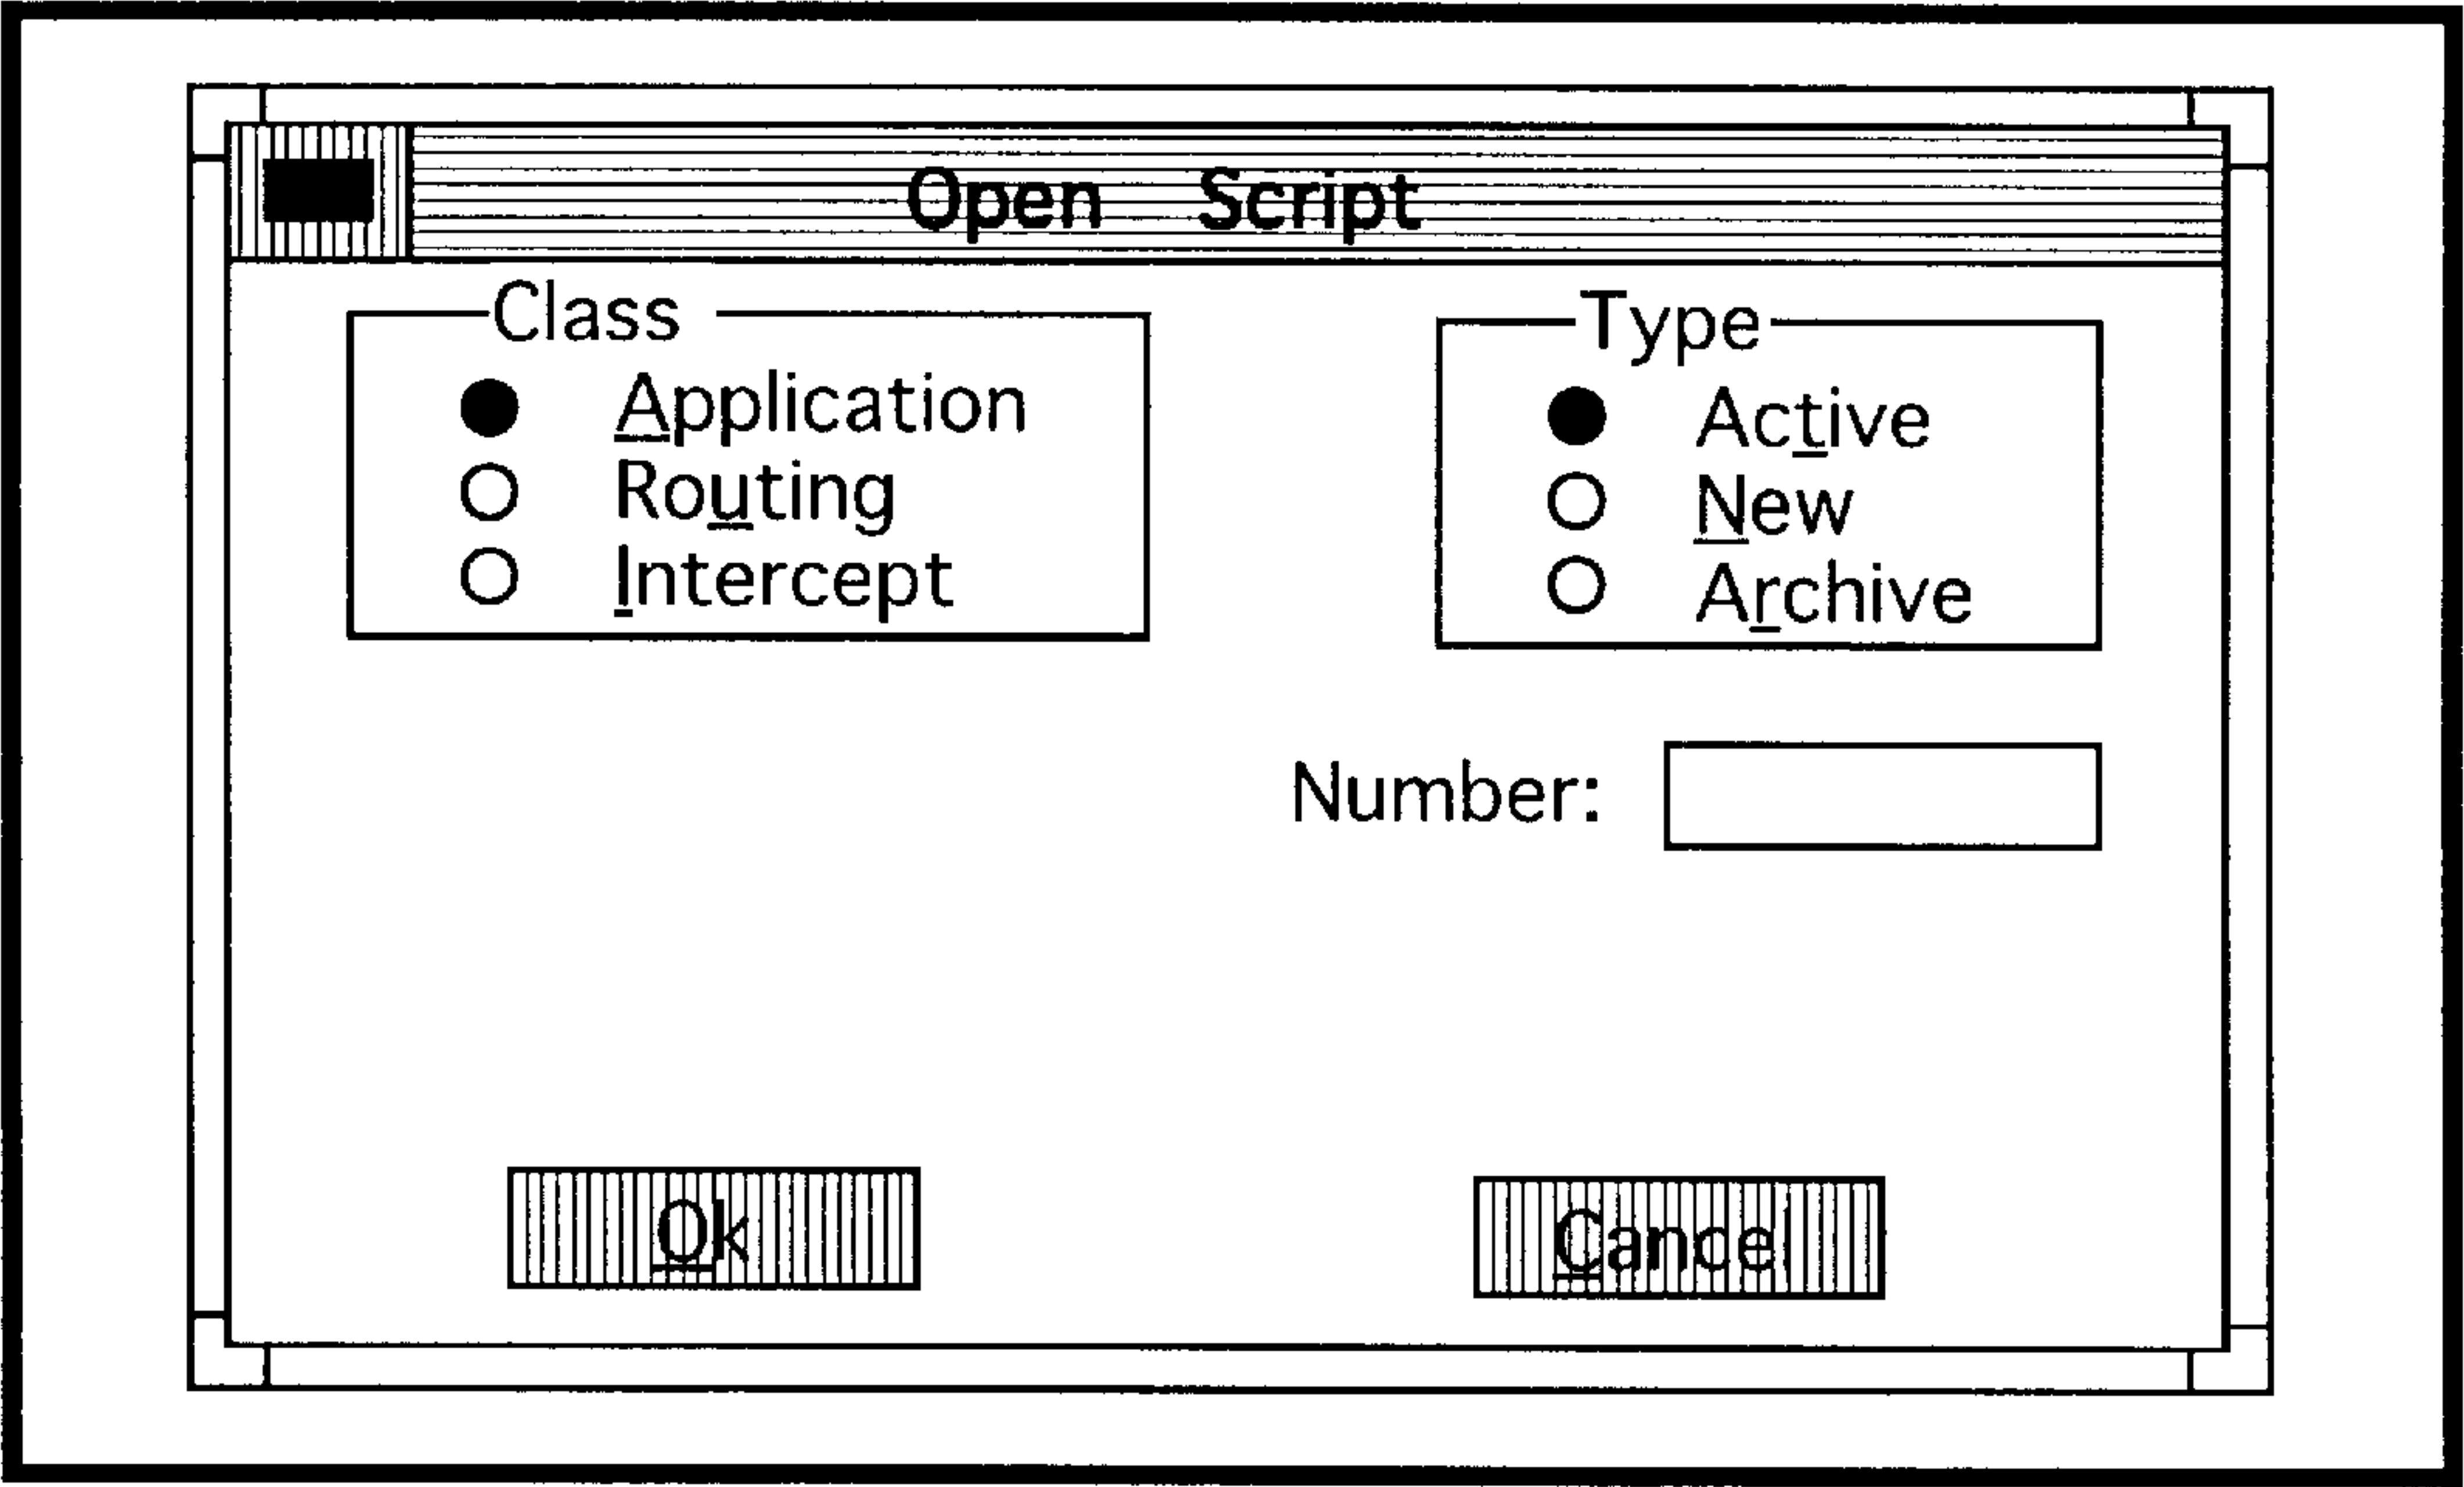 Open Script
Class
Application
Routing
Intercept
Type
Active
New
Archive
Number:
Ok
Cancel